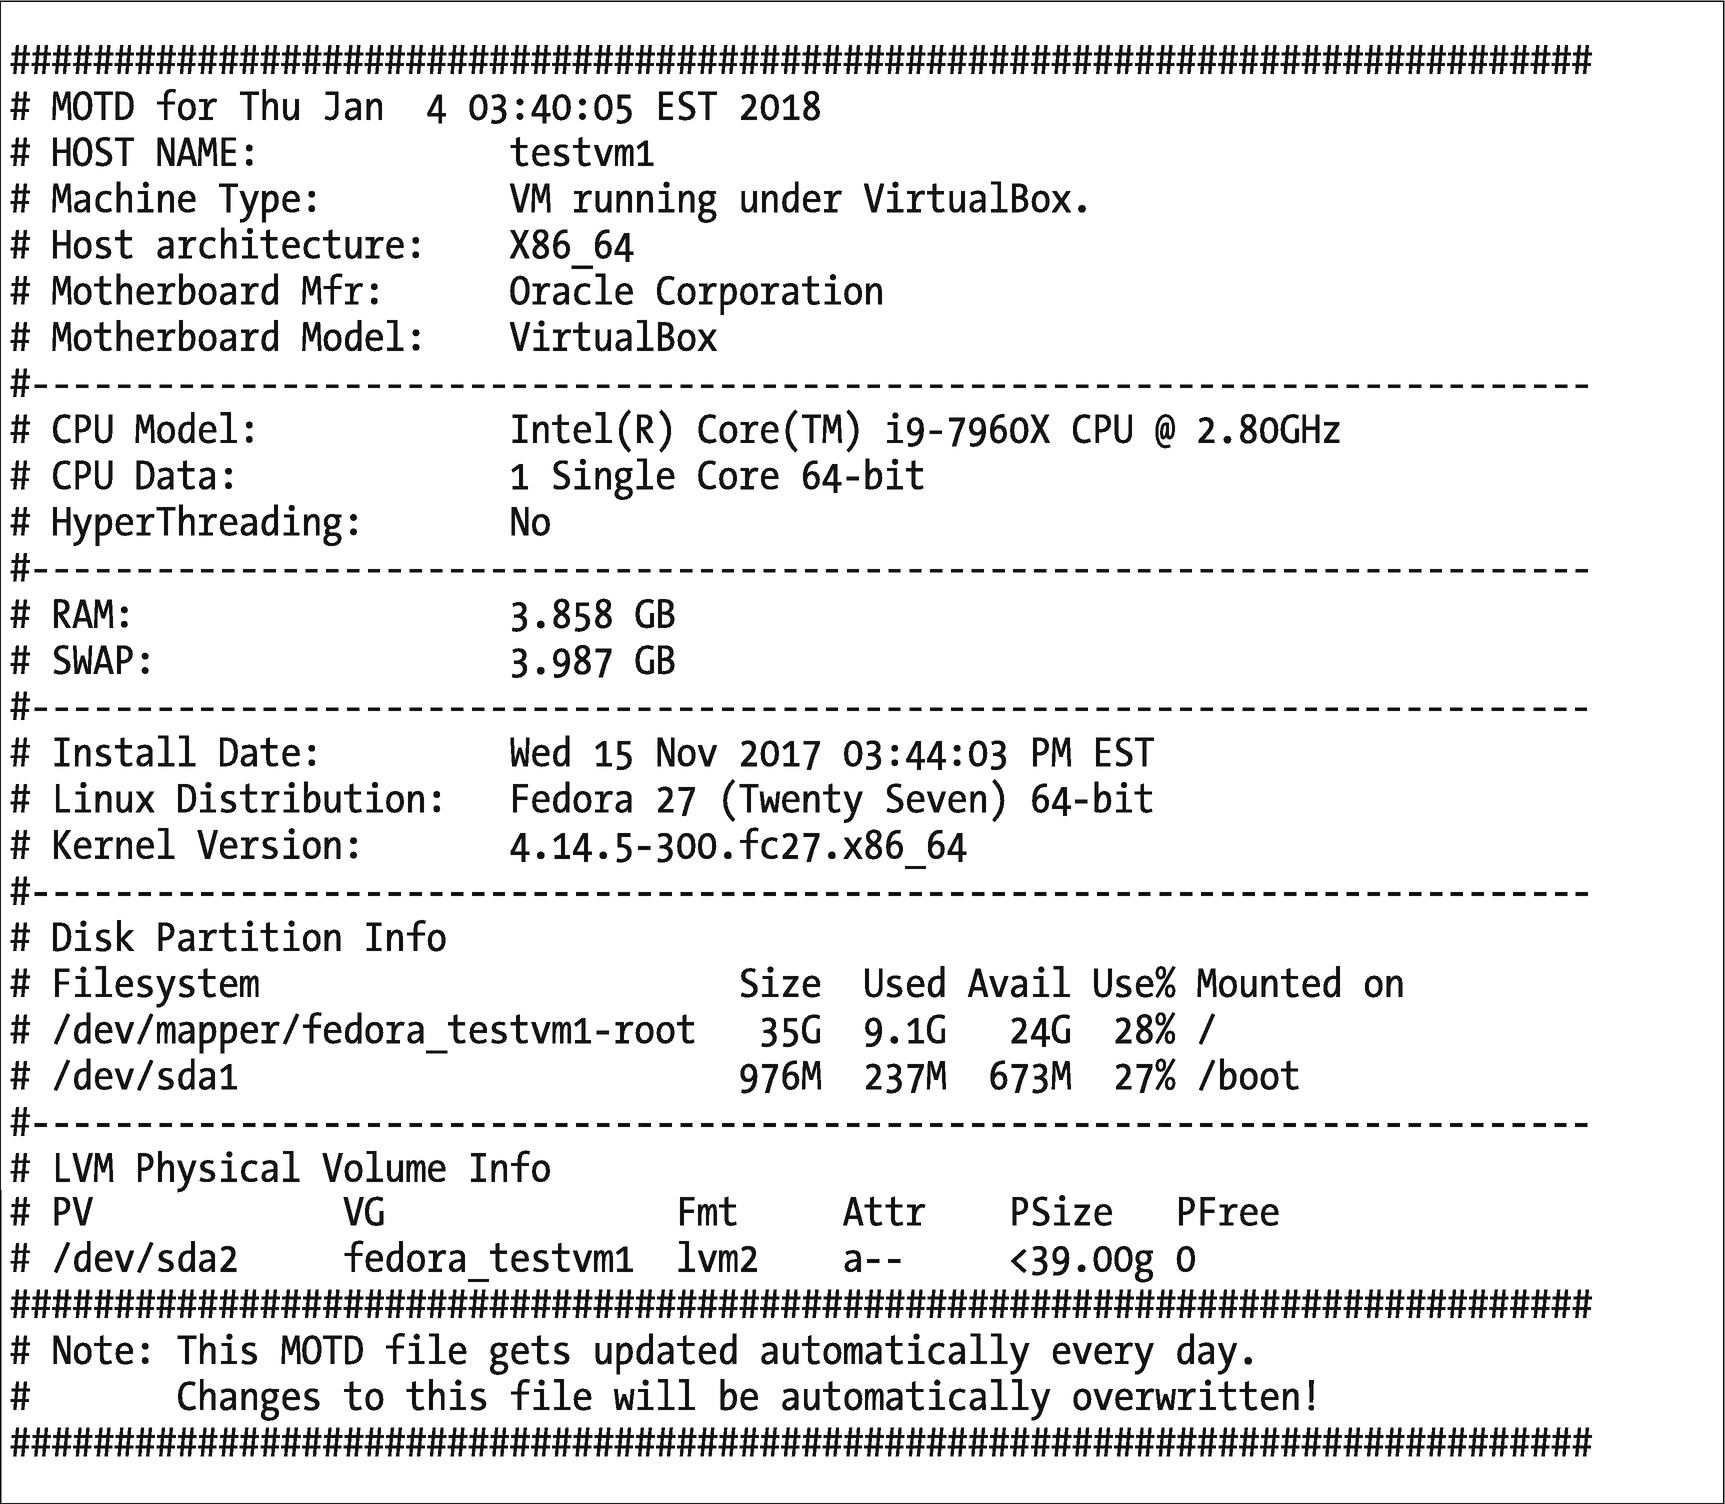 ############################################################################
# MOTD for Thu Jan  4 03:40:05 EST 2018
# HOST NAME:            testvm1
# Machine Type:         VM running under VirtualBox.
# Host architecture:    X86_64
# Motherboard Mfr:      Oracle Corporation
# Motherboard Model:    VirtualBox
#---------------------------------------------------------------------------
# CPU Model:            Intel(R) Core(TM) i9-7960X CPU @ 2.80GHz
# CPU Data:             1 Single Core 64-bit
# HyperThreading:       No
#---------------------------------------------------------------------------
# RAM:                  3.858 GB
# SWAP:                 3.987 GB
#---------------------------------------------------------------------------
# Install Date:         Wed 15 Nov 2017 03:44:03 PM EST
# Linux Distribution:   Fedora 27 (Twenty Seven) 64-bit
# Kernel Version:       4.14.5-300.fc27.x86_64
#---------------------------------------------------------------------------
# Disk Partition Info
# Filesystem                       Size  Used Avail Use% Mounted on
# /dev/mapper/fedora_testvm1-root   35G  9.1G   24G  28% /
# /dev/sda1                        976M  237M  673M  27% /boot
#---------------------------------------------------------------------------
# LVM Physical Volume Info
# PV            VG              Fmt     Attr    PSize   PFree
# /dev/sda2     fedora_testvm1  lvm2    a--     <39.00g 0
############################################################################
# Note: This MOTD file gets updated automatically every day.
#       Changes to this file will be automatically overwritten!
############################################################################